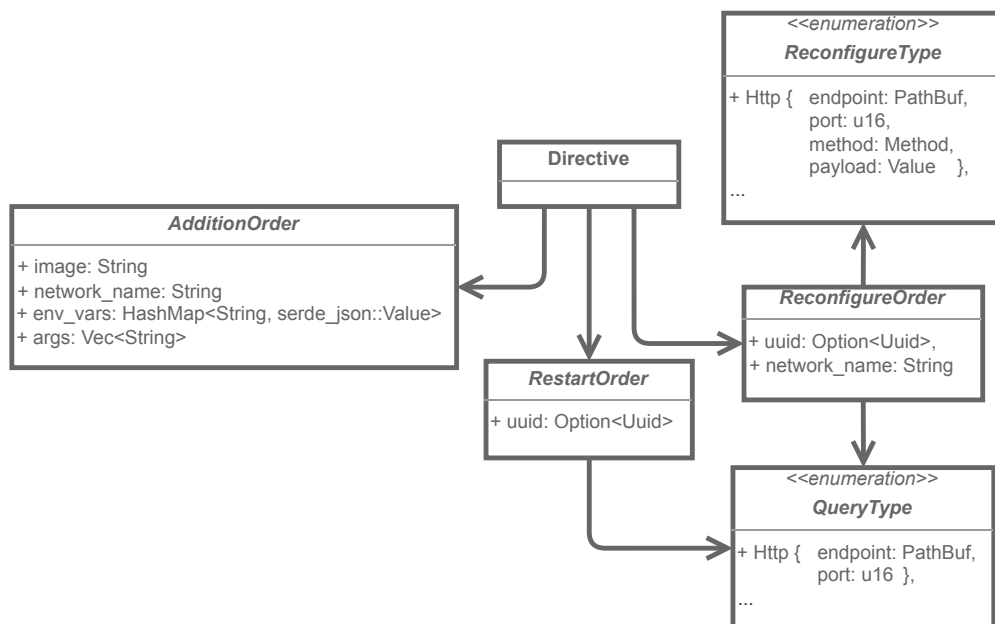 <<enumeration>>
ReconfigureType
+ Http { endpoint: PathBuf,
port: u16,
method: Method,
payload: Value },
...
Directive
AdditionOrder
+ image: String
+ network_name: String
+ env_vars: HashMap<String, serde_json::Value>
+ args: Vec<String>
ReconfigureOrder
+ uuid: Option<Uuid>,
+ network_name: String
RestartOrder
+ uuid: Option<Uuid>
<<enumeration>>
QueryType
+ Http { endpoint: PathBuf,
port: u16 },
...